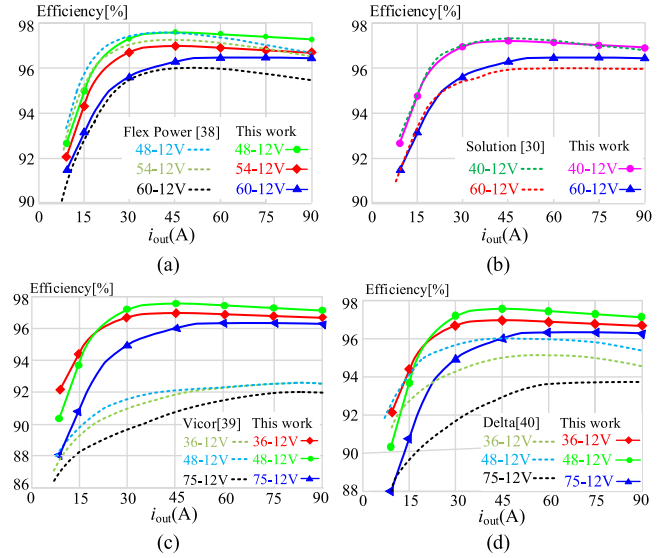 Efficiency[%]
98
96
94
92
90
Flex Power [38] This work
48-12V 48-12V
54-12V 54-12V
60-12V 60-12V
0 15 30 45 60 75 90
iout(A)
(a)
Efficiency[%]
98
96
94
92
90
Solution [30] This work
40-12V 40-12V
60-12V 60-12V
0 15 30 45 60 75 90
iout(A)
(b)
Efficiency[%]
98
96
94
92
90
88
86
Vicor[39] This work
36-12V 36-12V
48-12V 48-12V
75-12V 75-12V
0 15 30 45 60 75 90
iout(A)
(c)
Efficiency[%]
98
96
94
92
90
88
Delta[40] This work
36-12V 36-12V
48-12V 48-12V
75-12V 75-12V
0 15 30 45 60 75 90
iout(A)
(d)